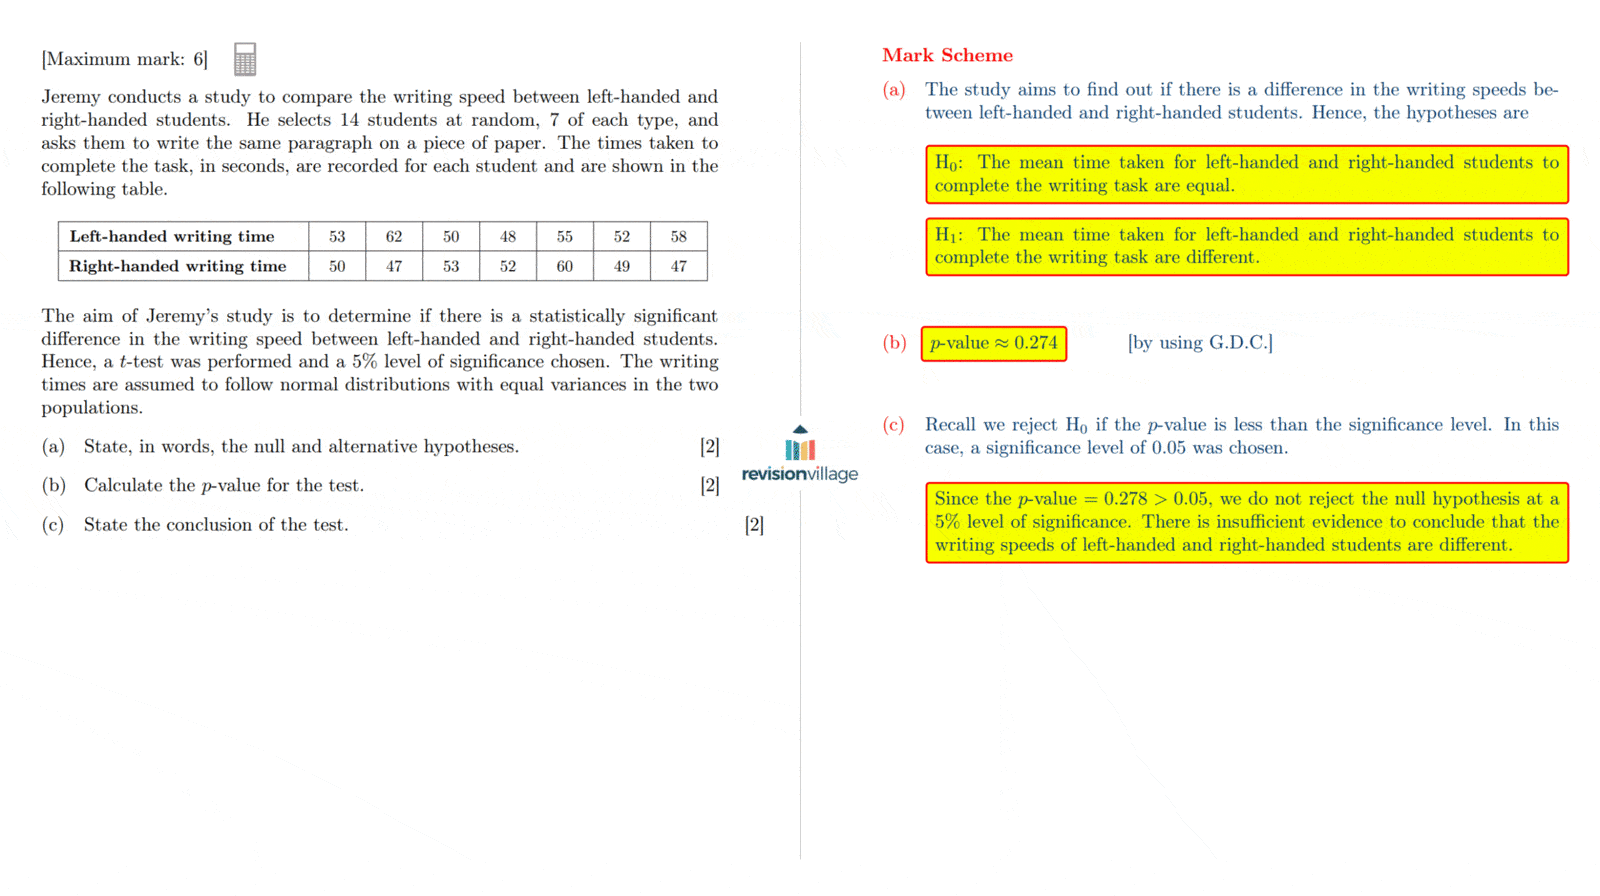 [Maximum mark: 6]
Jeremy conducts a study to compare the writing speed between left-handed and
right-handed students. He selects 14 students at random, 7 of each type, and
asks them to write the same paragraph on a piece of paper. The times taken to
complete the task, in seconds, are recorded for each student and are shown in the
following table.
Left-handed writing time 53 62 50 48 55 52 58
Right-handed writing time 50 47 53 52 60 49 47
The aim of Jeremy's study is to determine if there is a statistically significant
difference in the writing speed between left-handed and right-handed students.
Hence, a t-test was performed and a 5% level of significance chosen. The writing
times are assumed to follow normal distributions with equal variances in the two
populations.
(a) State, in words, the null and alternative hypotheses. [2]
(b) Calculate the p-value for the test. [2]
(c) State the conclusion of the test. [2]
revisionvillage
Mark Scheme
(a) The study aims to find out if there is a difference in the writing speeds be-
tween left-handed and right-handed students. Hence, the hypotheses are
H₀: The mean time taken for left-handed and right-handed students to
complete the writing task are equal.
H₁: The mean time taken for left-handed and right-handed students to
complete the writing task are different.
(b) p-value ≈ 0.274 [by using G.D.C.]
(c) Recall we reject H₀ if the p-value is less than the significance level. In this
case, a significance level of 0.05 was chosen.
Since the p-value = 0.278 > 0.05, we do not reject the null hypothesis at a
5% level of significance. There is insufficient evidence to conclude that the
writing speeds of left-handed and right-handed students are different.